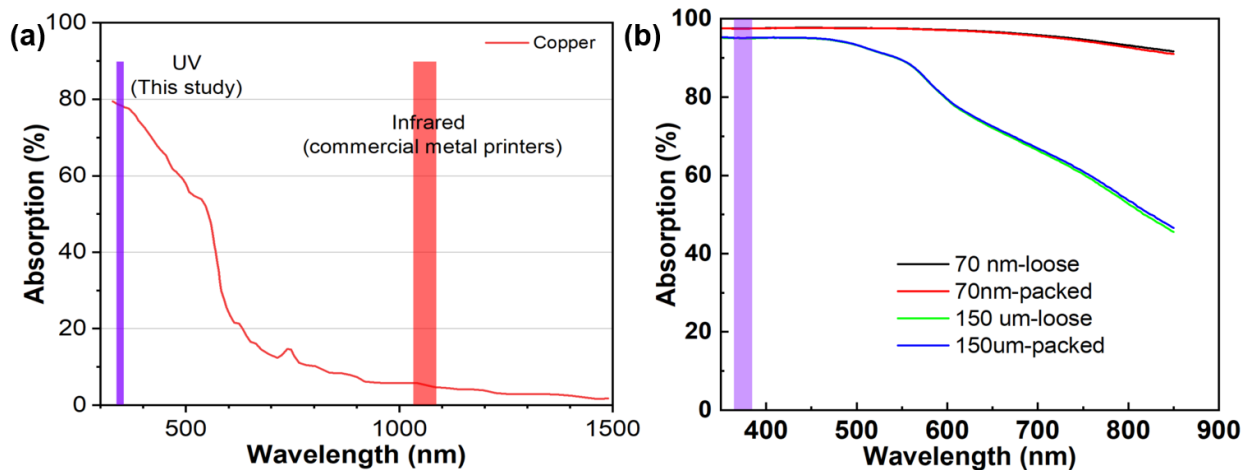 (a)
100
80
60
40
20
0
Absorption (%)
Copper
UV
(This study)
Infrared
(commercial metal printers)
500
1000
1500
Wavelength (nm)
(b)
100
80
60
40
20
0
Absorption (%)
70 nm-loose
70nm-packed
150 um-loose
150um-packed
400
500
600
700
800
900
Wavelength (nm)